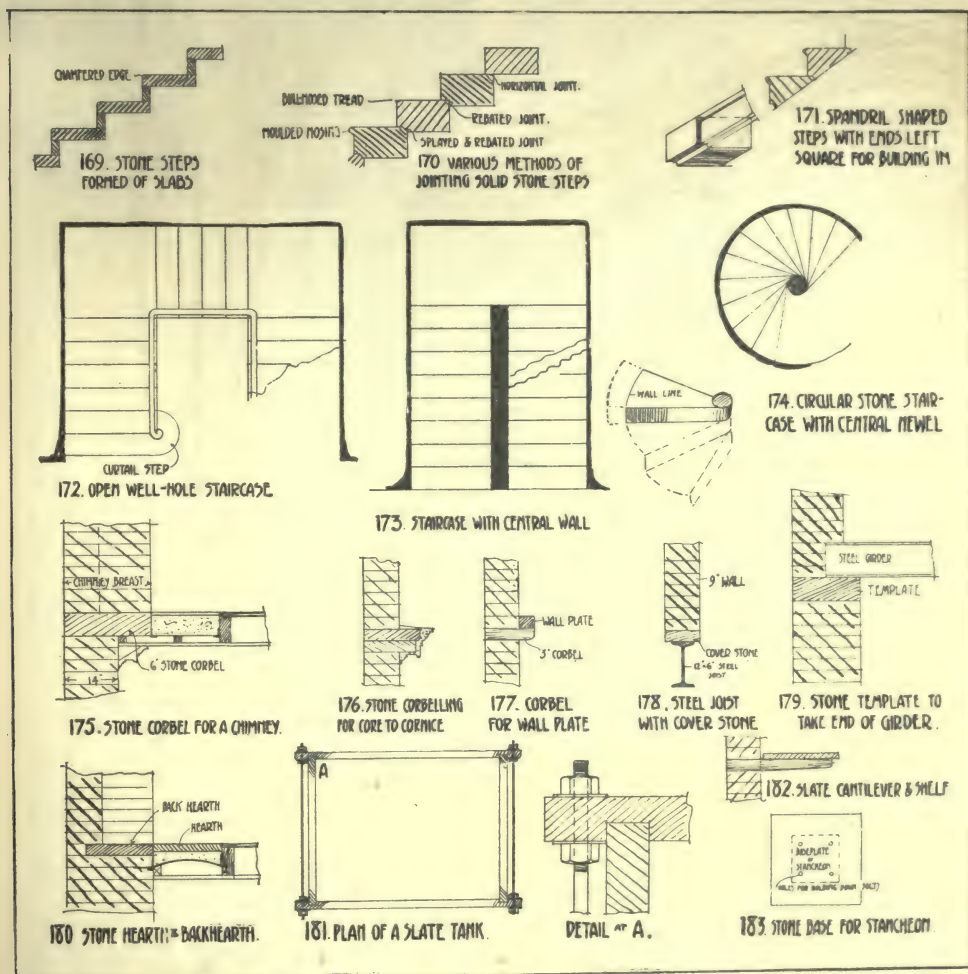 CHAMFERED EDGE
169. STONE STEPS
FORMED OF SLABS
BULLNOSED TREAD
MOULDED NOSING
HORIZONTAL JOINT.
REBATED JOINT.
SPLAYED & REBATED JOINT
170 VARIOUS METHODS OF
JOINTING SOLID STONE STEPS
171. SPANDRIL SHAPED
STEPS WITH ENDS LEFT
SQUARE FOR BUILDING IN
CURTAIL STEP
172. OPEN WELL-HOLE STAIRCASE
173. STAIRCASE WITH CENTRAL WALL
WALL LINE
174. CIRCULAR STONE STAIR-
CASE WITH CENTRAL NEWEL
CHIMNEY BREAST
6" STONE CORBEL
14"
175. STONE CORBEL FOR A CHIMNEY.
176. STONE CORBELLING
FOR CORE TO CORNICE
WALL PLATE
3" CORBEL
177. CORBEL
FOR WALL PLATE
9" WALL
COVER STONE
12"×6" STEEL
JOIST
178. STEEL JOIST
WITH COVER STONE
STEEL GIRDER
TEMPLATE
179. STONE TEMPLATE TO
TAKE END OF GIRDER.
BACK HEARTH
HEARTH
180 STONE HEARTH & BACKHEARTH.
A
181. PLAN OF A SLATE TANK.
DETAIL AT A.
182. SLATE CANTILEVER & SHELF
BASEPLATE
OF
STANCHEON
HOLES FOR HOLDING DOWN BOLTS
183. STONE BASE FOR STANCHEON.